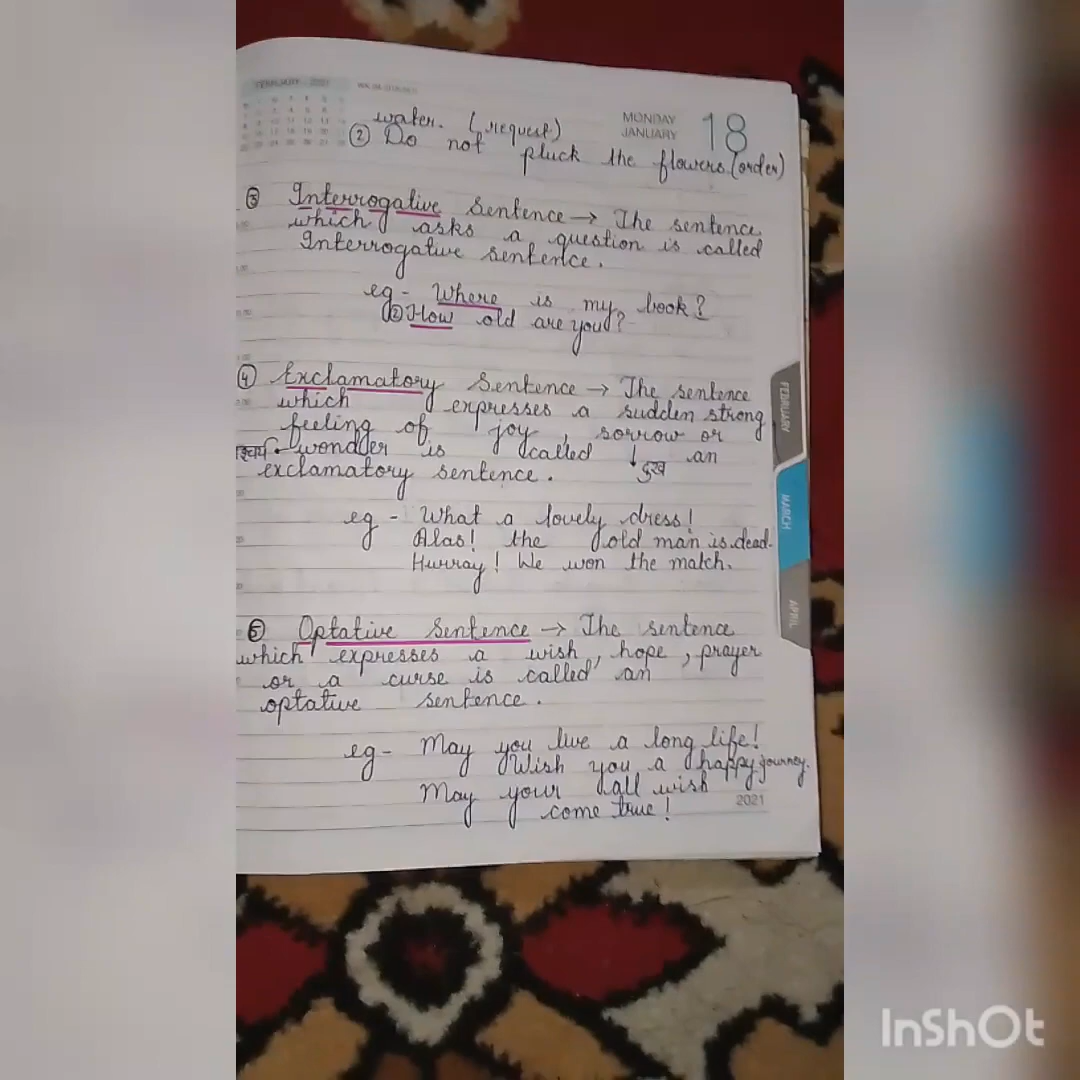 FEBRUARY - 2021
MONDAY
JANUARY
18
water. (request)
② Do not pluck the flowers (order)
③ Interrogative Sentence → The sentence
which asks a question is called
Interrogative sentence.
eg - Where is my book?
② How old are you?
④ Exclamatory Sentence → The sentence
which expresses a sudden strong
feeling of joy, sorrow or
wonder is called ↓ an
दुख
exclamatory sentence.
eg - What a lovely dress!
Alas! the old man is dead.
Hurray! We won the match.
⑤ Optative Sentence → The sentence
which expresses a wish, hope, prayer
or a curse is called an
optative sentence.
eg - May you live a long life!
Wish you a happy journey.
May your all wish
come true!
2021
FEBRUARY
MARCH
APRIL
InShOt